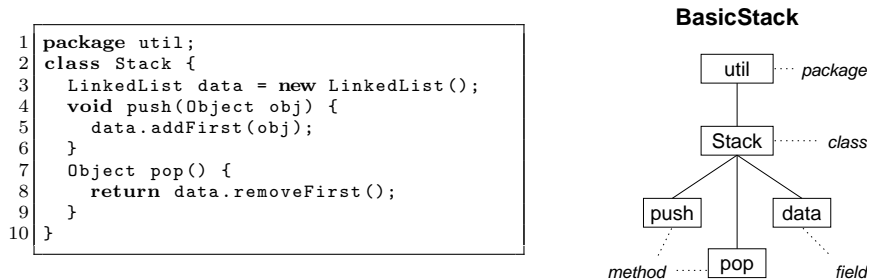 1 package util;
2 class Stack {
3 LinkedList data = new LinkedList();
4 void push(Object obj) {
5 data.addFirst(obj);
6 }
7 Object pop() {
8 return data.removeFirst();
9 }
10 }
BasicStack
util
package
Stack
class
push
data
method
pop
field